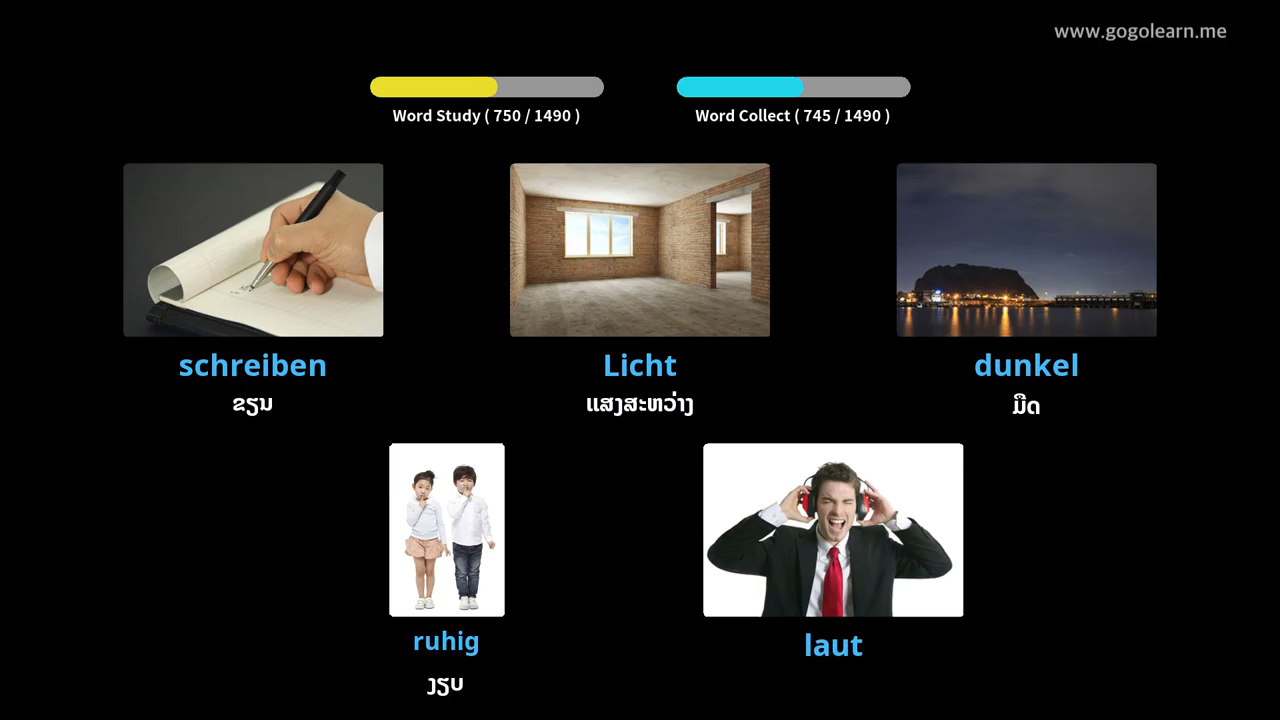 www.gogolearn.me
Word Study ( 750 / 1490 )
Word Collect ( 745 / 1490 )
schreiben
ຂຽນ
Licht
ແສງສະຫວ່າງ
dunkel
ມືດ
ruhig
ງຽບ
laut